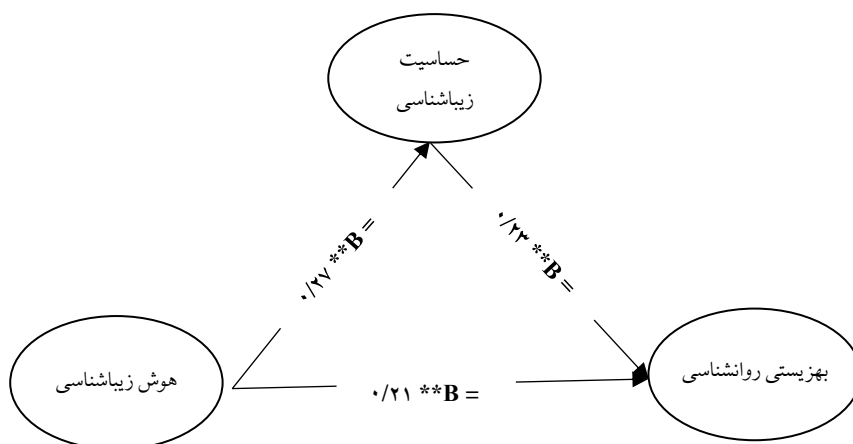 حساسیت
زیباشناسی
۰/۲۷ **B =
۰/۲۳ **B =
هوش زیباشناسی
بهزیستی روانشناسی
۰/۲۱ **B =